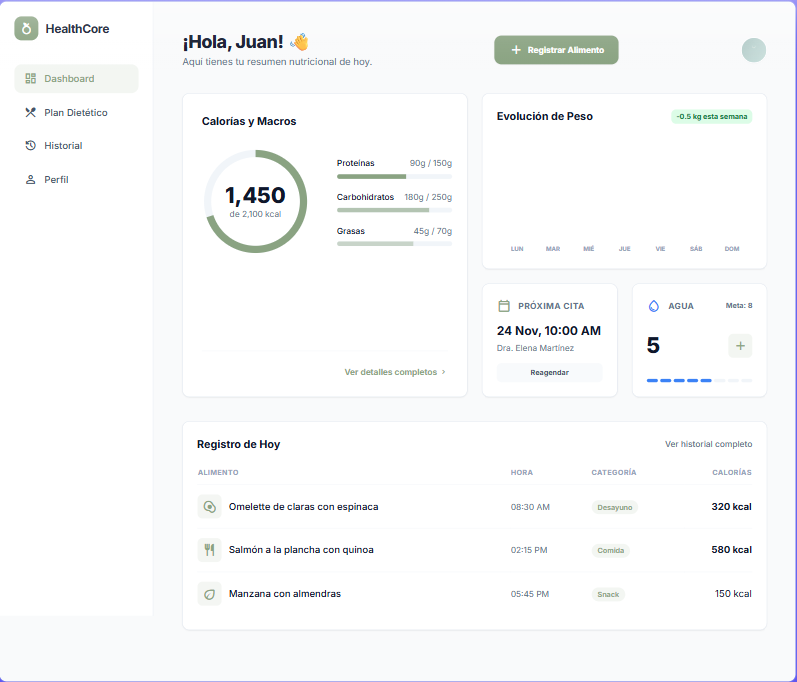 HealthCore
Dashboard
Plan Dietético
Historial
Perfil
¡Hola, Juan! 👋
Aquí tienes tu resumen nutricional de hoy.
+ Registrar Alimento
Calorías y Macros
1,450
de 2,100 kcal
Proteínas 90g / 150g
Carbohidratos 180g / 250g
Grasas 45g / 70g
Ver detalles completos >
Evolución de Peso
-0.5 kg esta semana
LUN MAR MIÉ JUE VIE SÁB DOM
PRÓXIMA CITA
24 Nov, 10:00 AM
Dra. Elena Martínez
Reagendar
AGUA Meta: 8
5 +
Registro de Hoy Ver historial completo
ALIMENTO HORA CATEGORÍA CALORÍAS
Omelette de claras con espinaca 08:30 AM Desayuno 320 kcal
Salmón a la plancha con quinoa 02:15 PM Comida 580 kcal
Manzana con almendras 05:45 PM Snack 150 kcal